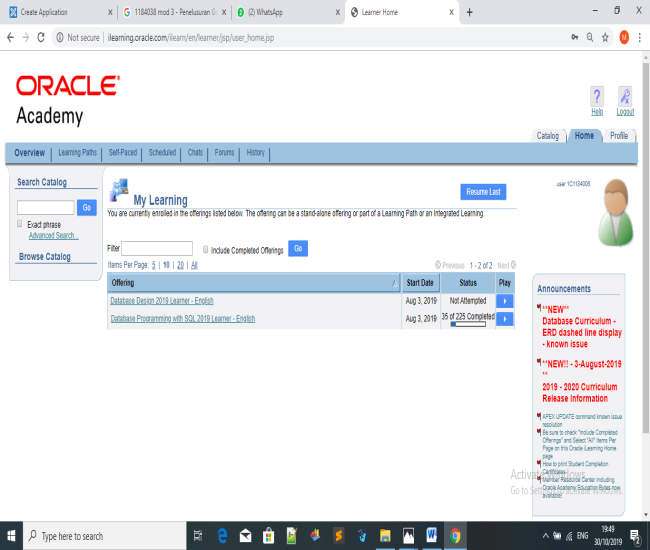 Create Application
1184038 mod 3 - Penelusuran G
(2) WhatsApp
Learner Home
Not secure | ilearning.oracle.com/ilearn/en/learner/jsp/user_home.jsp
M
ORACLE
Academy
Help
Logout
Catalog
Home
Profile
Overview | Learning Paths | Self-Paced | Scheduled | Chats | Forums | History |
Search Catalog
Go
Exact phrase
Advanced Search...
Browse Catalog
My Learning
Resume Last
You are currently enrolled in the offerings listed below. The offering can be a stand-alone offering or part of a Learning Path or an Integrated Learning.
Filter
Include Completed Offerings
Go
Items Per Page: 5 | 10 | 20 | All
Previous 1 - 2 of 2 Next
Offering Start Date Status Play
Database Design 2019 Learner - English Aug 3, 2019 Not Attempted
Database Programming with SQL 2019 Learner - English Aug 3, 2019 35 of 225 Completed
Announcements
**NEW**
Database Curriculum -
ERD dashed line display
- known issue
**NEW!! - 3-August-2019
**
2019 - 2020 Curriculum
Release Information
APEX UPDATE command known issue
resolution
Be sure to check "Include Completed
Offerings" and Select "All" Items Per
Page on this Oracle iLearning Home
page
How to print Student Completion
Certificates
Member Resource Center including
Oracle Academy Education Bytes now
available!
Activate Windows
Go to Settings to activate Windows.
Type here to search
ENG
19:49
30/10/2019